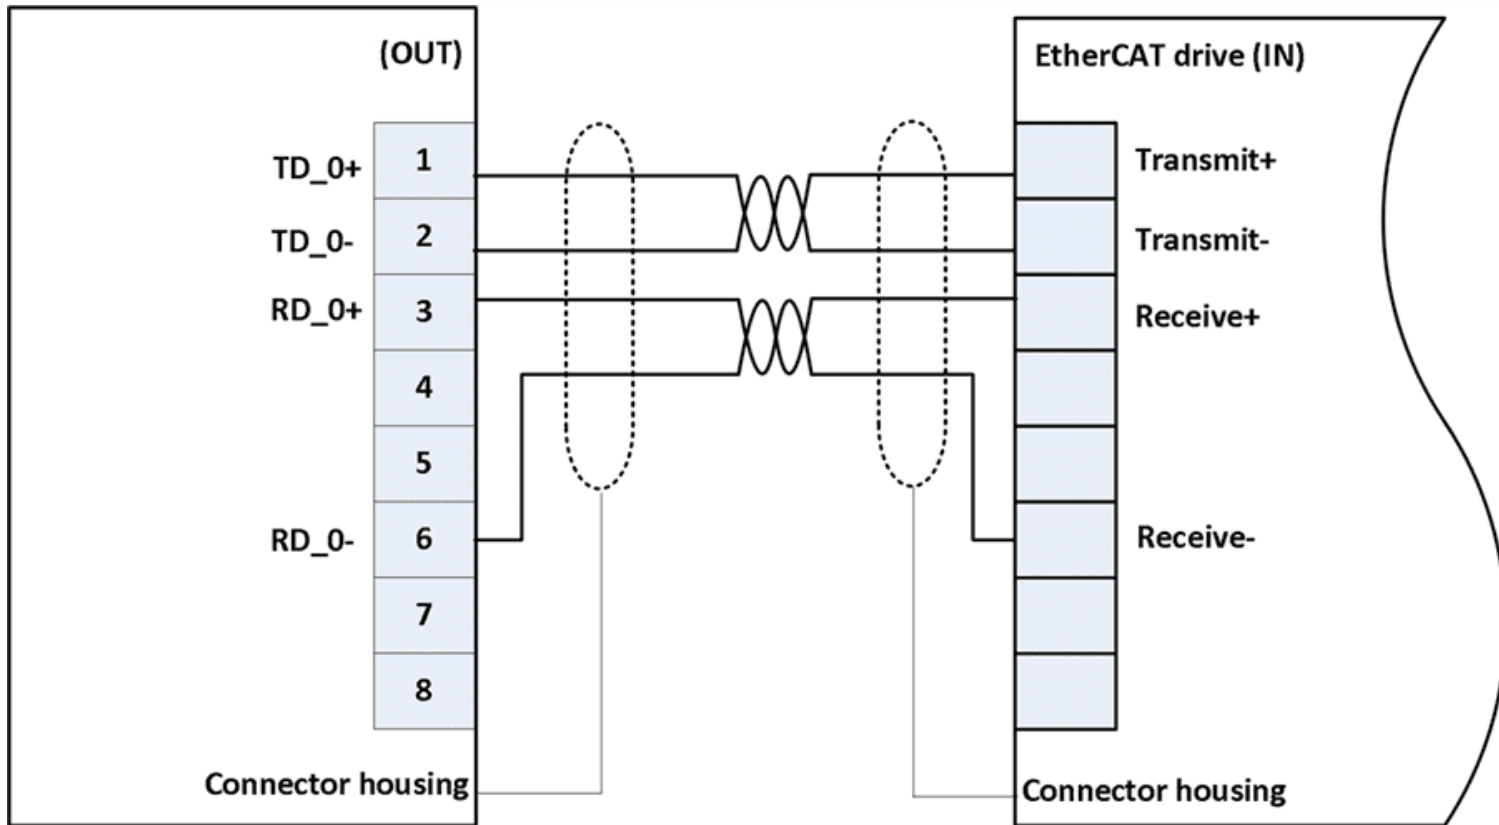 (OUT)
EtherCAT drive (IN)
TD_0+ 1 Transmit+
TD_0- 2 Transmit-
RD_0+ 3 Receive+
4
5
RD_0- 6 Receive-
7
8
Connector housing
Connector housing